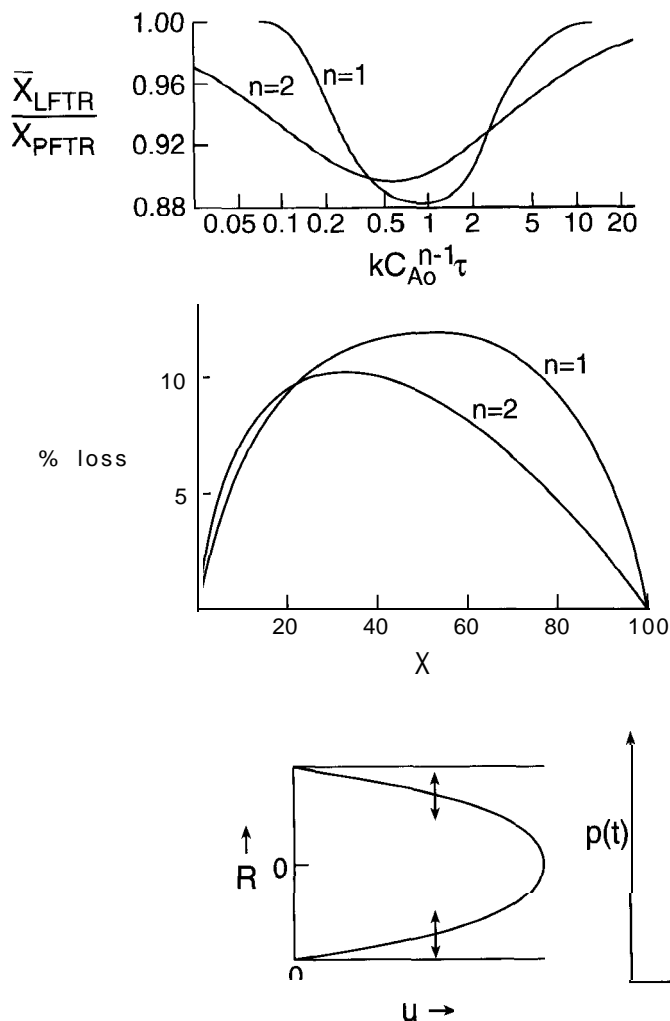 1.00
X̄LFTR
X̄PFTR
0.96
0.92
0.88
n=2
n=1
0.05 0.1 0.2 0.5 1 2 5 10 20
kCAo^n-1τ
10
5
% loss
n=1
n=2
20 40 60 80 100
X
R
0
0
u
p(t)